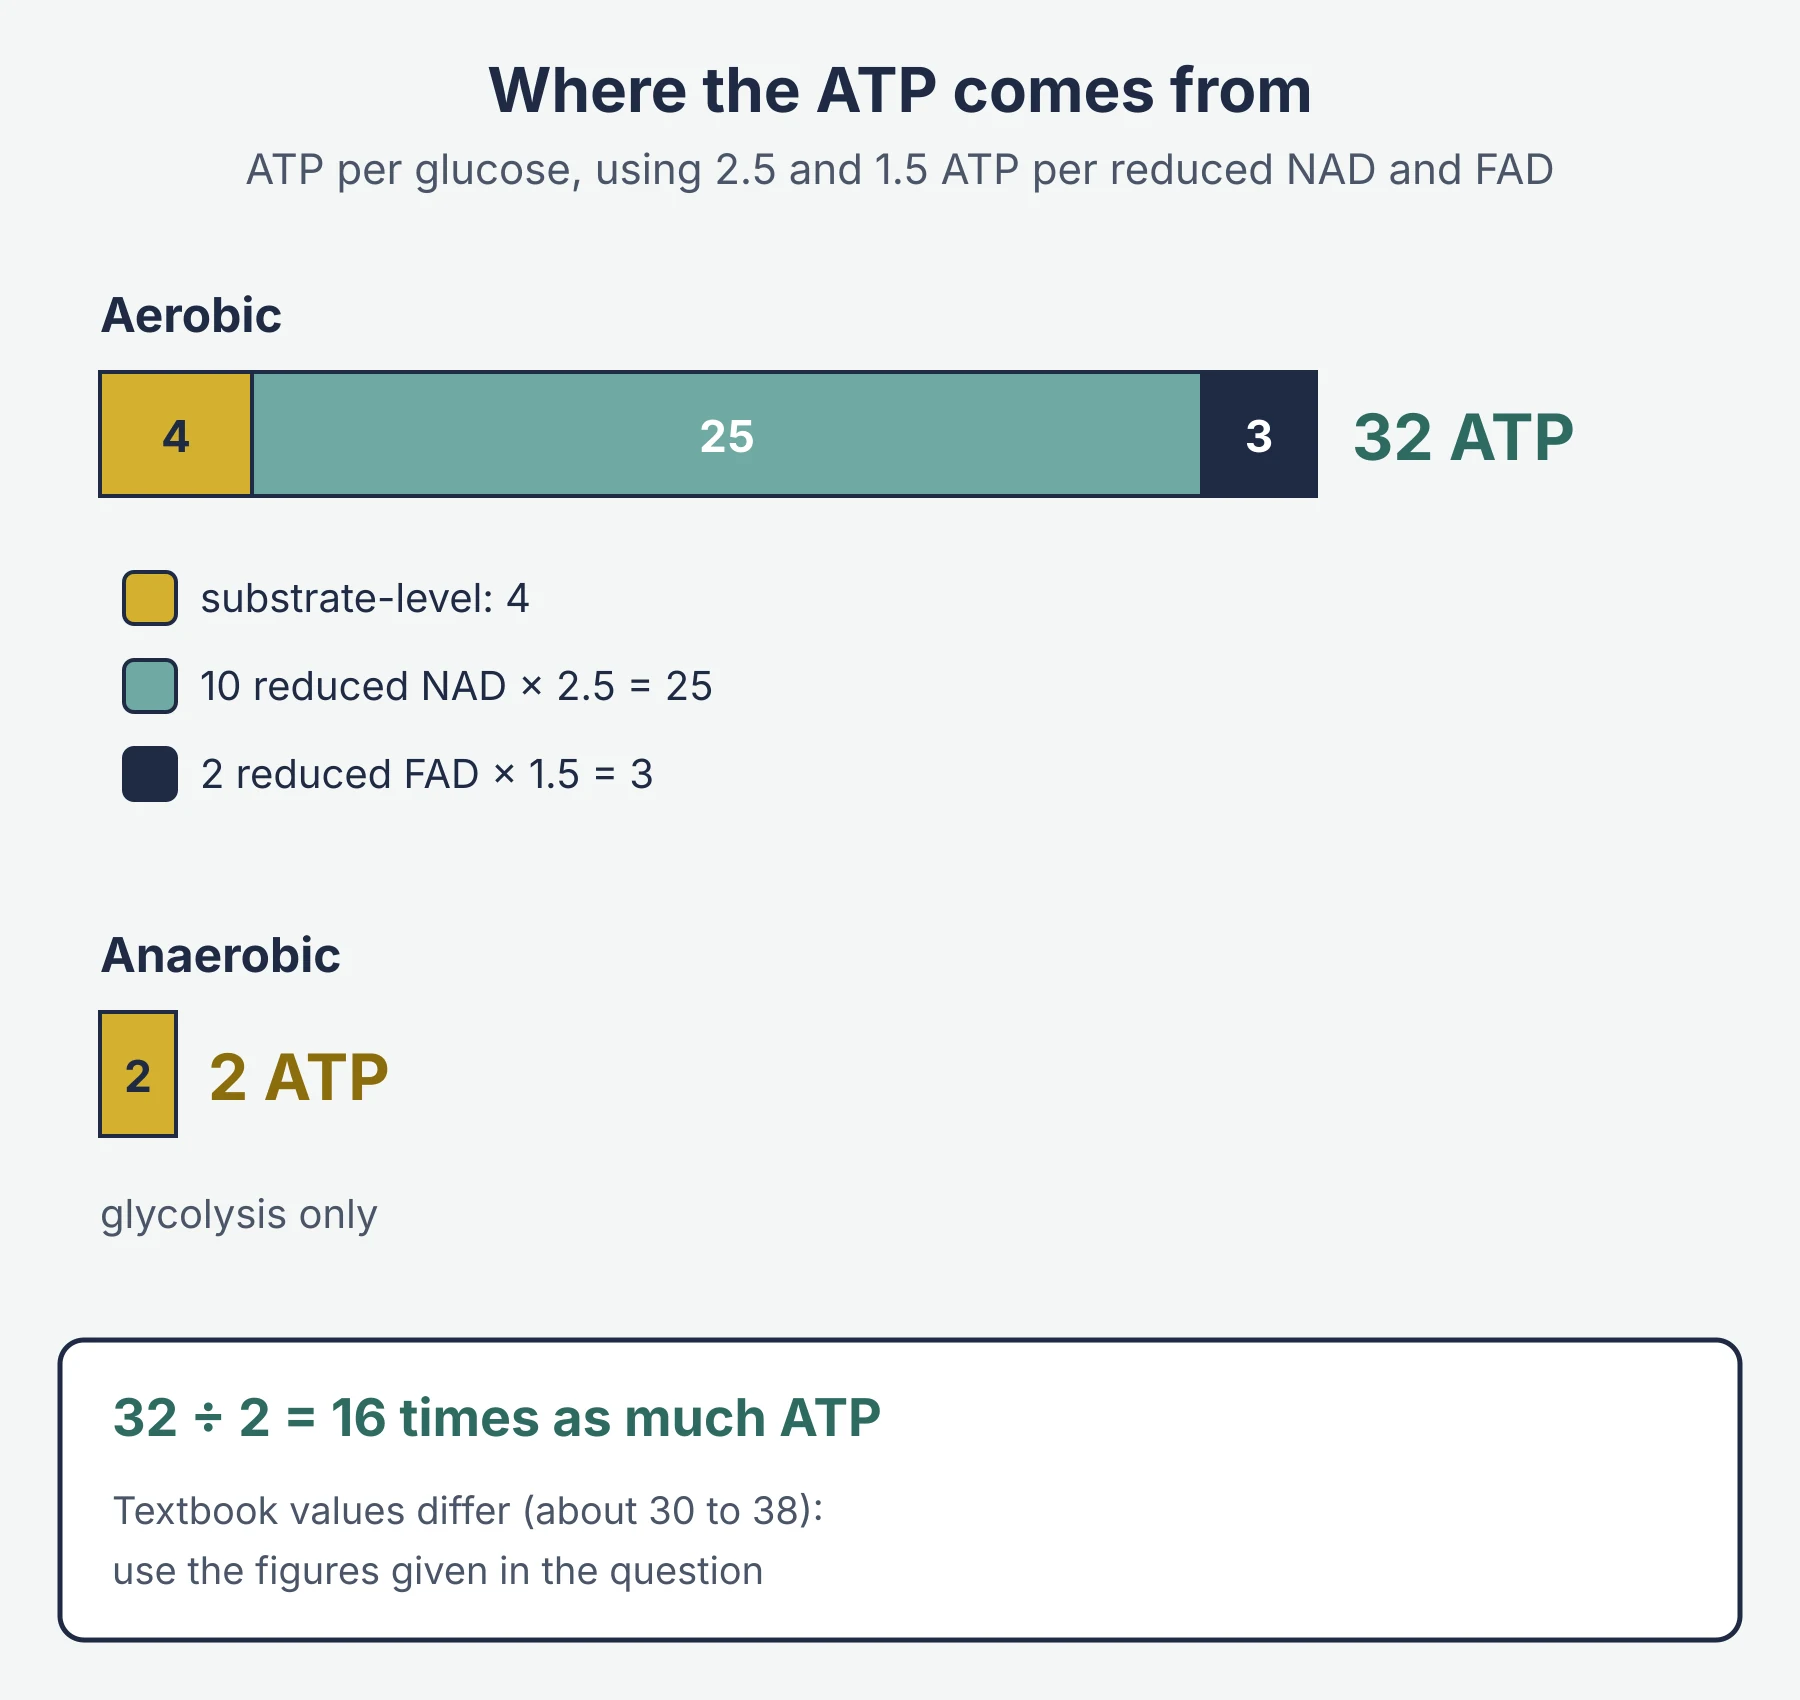 Where the ATP comes from
ATP per glucose, using 2.5 and 1.5 ATP per reduced NAD and FAD
Aerobic
4 25 3 32 ATP
substrate-level: 4
10 reduced NAD × 2.5 = 25
2 reduced FAD × 1.5 = 3
Anaerobic
2 2 ATP
glycolysis only
32 ÷ 2 = 16 times as much ATP
Textbook values differ (about 30 to 38):
use the figures given in the question